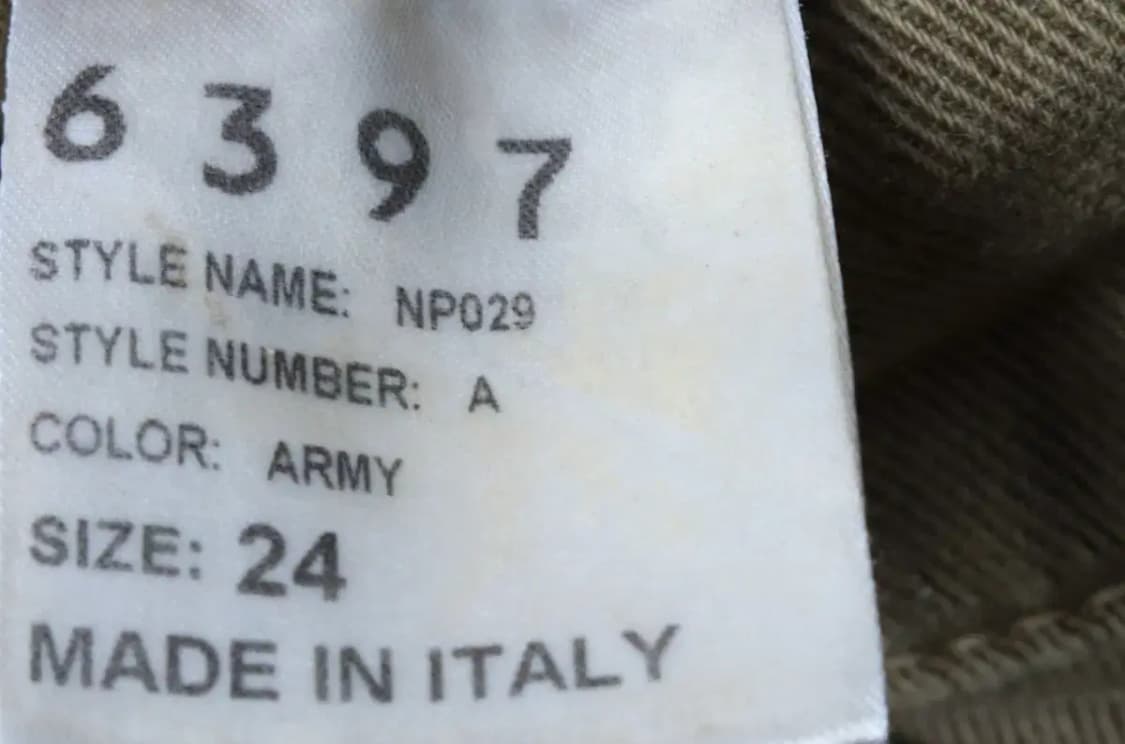 6397
STYLE NAME: NP029
STYLE NUMBER: A
COLOR: ARMY
SIZE: 24
MADE IN ITALY